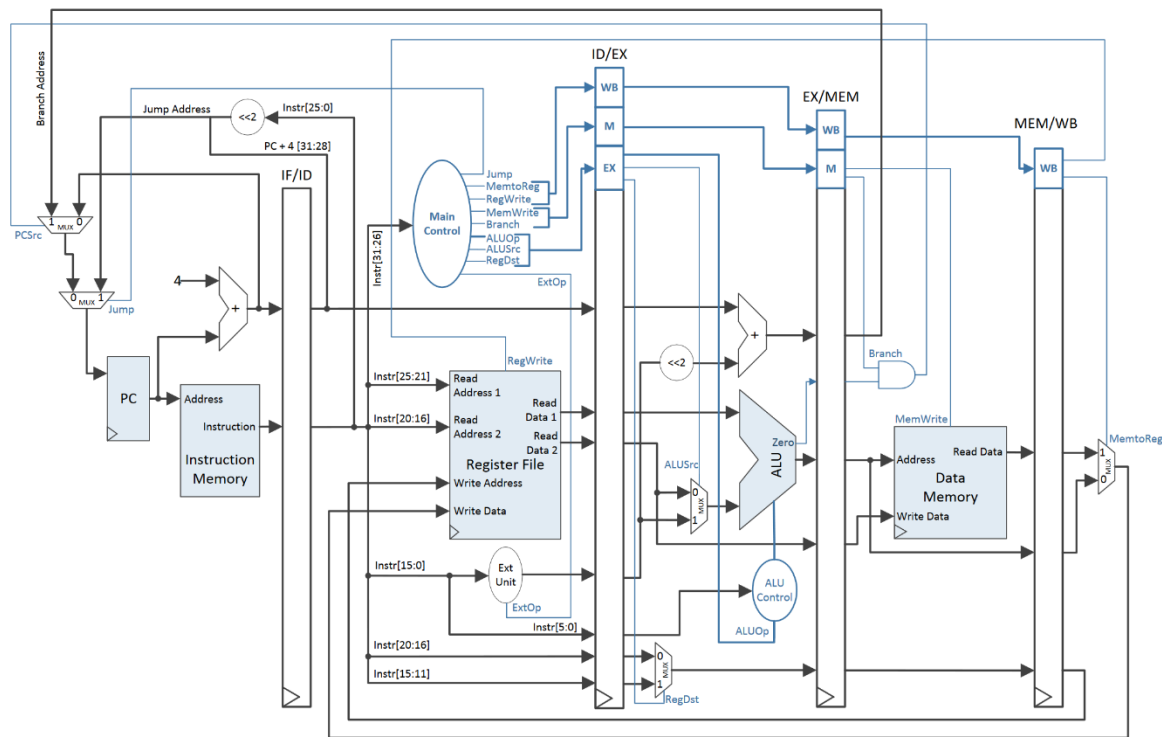 ID/EX
EX/MEM
MEM/WB
IF/ID
Branch Address
Jump Address
<<2
Instr[25:0]
PC + 4 [31:28]
WB
M
EX
WB
M
WB
Jump
MemtoReg
RegWrite
MemWrite
Branch
ALUOp
ALUSrc
RegDst
ExtOp
Main
Control
Instr[31:26]
1 0
MUX
PCSrc
0 1
MUX
Jump
4
+
PC
Address
Instruction
Instruction
Memory
RegWrite
Instr[25:21]
Read
Address 1
Instr[20:16]
Read
Address 2
Read
Data 1
Read
Data 2
Register File
Write Address
Write Data
Instr[15:0]
Ext
Unit
ExtOp
Instr[5:0]
Instr[20:16]
Instr[15:11]
+
<<2
ALUSrc
0
1
MUX
Zero
ALU
ALU
Control
ALUOp
0
1
MUX
RegDst
Branch
MemWrite
Address
Read Data
Data
Memory
Write Data
MemtoReg
1
0
MUX